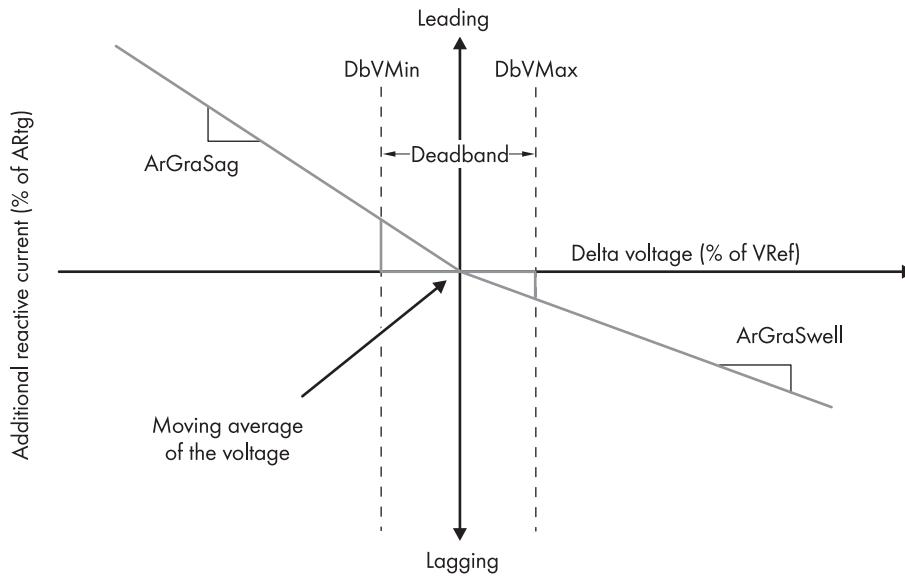 Leading
DbVMin
DbVMax
Additional reactive current (% of ARtg)
Deadband
ArGraSag
Delta voltage (% of VRef)
ArGraSwell
Moving average
of the voltage
Lagging